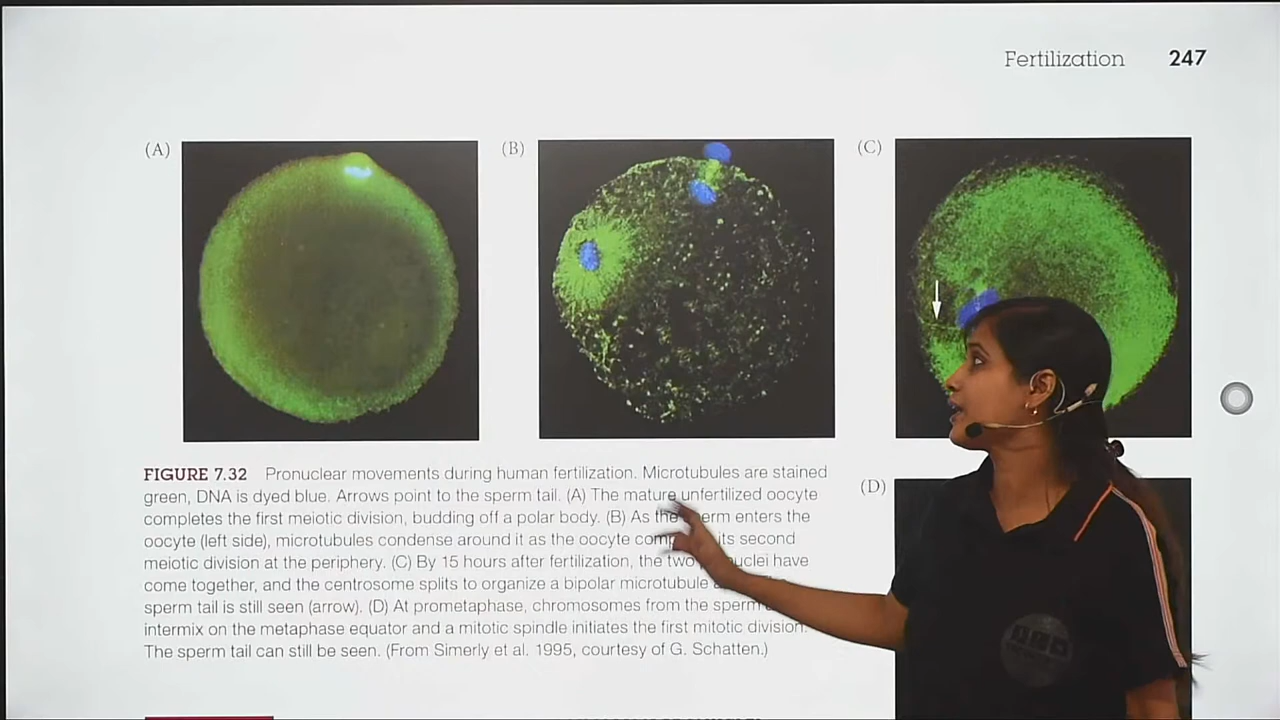 Fertilization 247
(A) (B) (C)
FIGURE 7.32 Pronuclear movements during human fertilization. Microtubules are stained
green, DNA is dyed blue. Arrows point to the sperm tail. (A) The mature unfertilized oocyte
completes the first meiotic division, budding off a polar body. (B) As the sperm enters the
oocyte (left side), microtubules condense around it as the oocyte its second
meiotic division at the periphery. (C) By 15 hours after fertilization, the two have
come together, and the centrosome splits to organize a bipolar microtubule
sperm tail is still seen (arrow). (D) At prometaphase, chromosomes from the sperm
intermix on the metaphase equator and a mitotic spindle initiates the first mitotic division.
The sperm tail can still be seen. (From Simerly et al. 1995, courtesy of G. Schatten.)
(D)